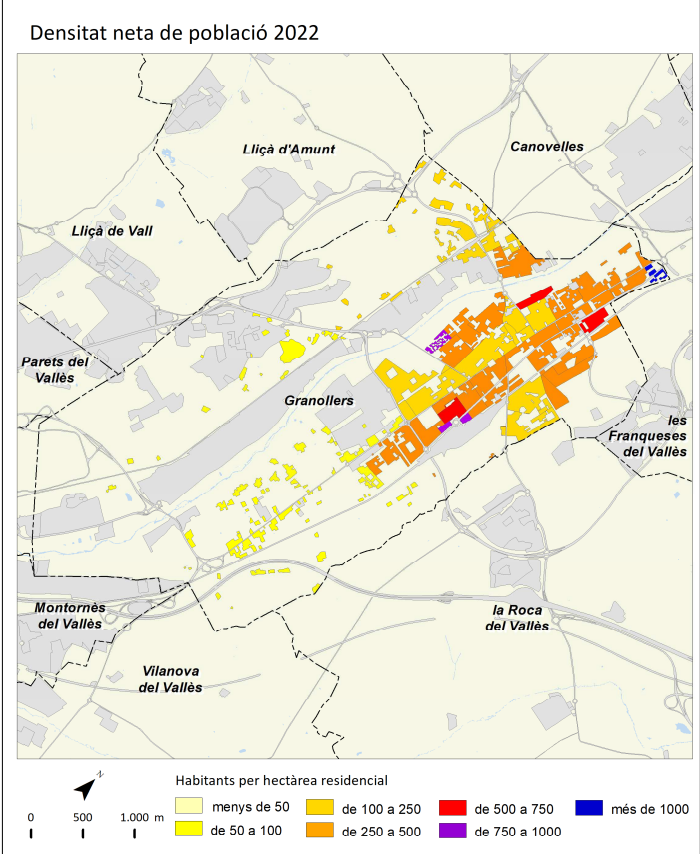 Densitat neta de població 2022
Lliçà d'Amunt
Canovelles
Lliçà de Vall
Parets del
Vallès
Granollers
les
Franqueses
del Vallès
Montornès
del Vallès
la Roca
del Vallès
Vilanova
del Vallès
N
0 500 1.000 m
Habitants per hectàrea residencial
menys de 50
de 50 a 100
de 100 a 250
de 250 a 500
de 500 a 750
de 750 a 1000
més de 1000